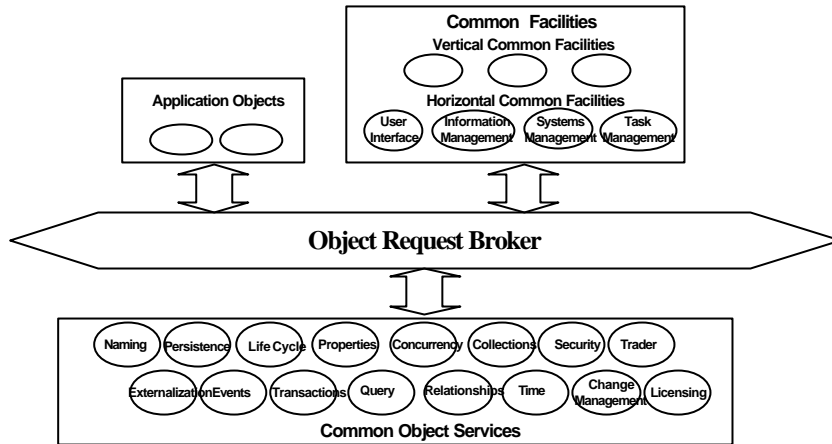 Common Facilities
Vertical Common Facilities
Application Objects
Horizontal Common Facilities
User Interface
Information Management
Systems Management
Task Management
Object Request Broker
Naming
Persistence
Life Cycle
Properties
Concurrency
Collections
Security
Trader
Externalization
Events
Transactions
Query
Relationships
Time
Change Management
Licensing
Common Object Services